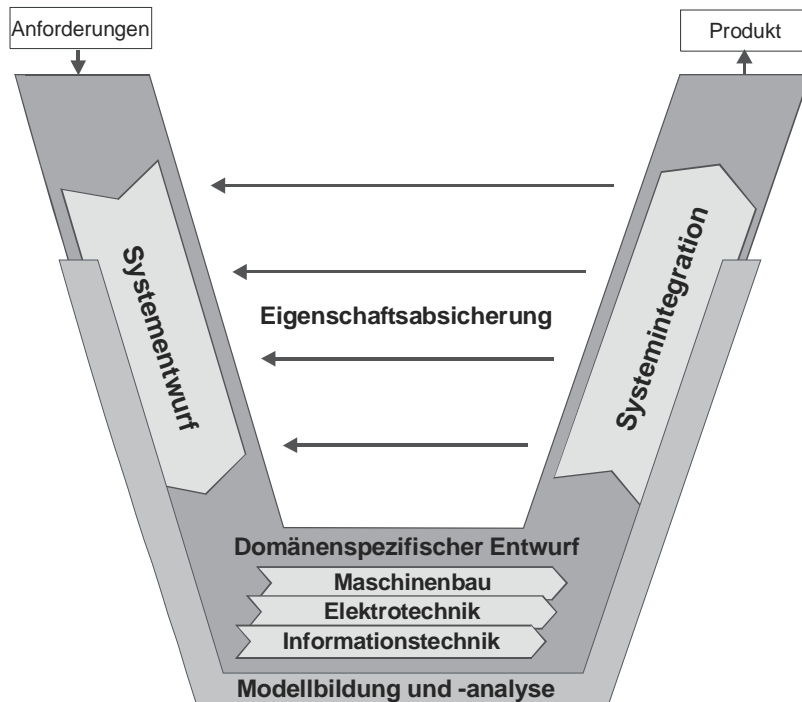 Anforderungen
Produkt
Systementwurf
Eigenschaftsabsicherung
Systemintegration
Domänenspezifischer Entwurf
Maschinenbau
Elektrotechnik
Informationstechnik
Modellbildung und -analyse